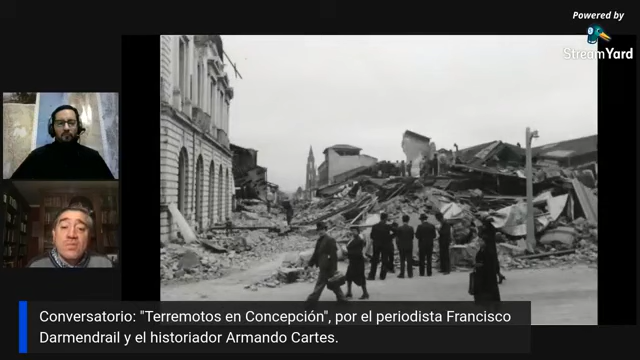 Powered by
StreamYard
Conversatorio: "Terremotos en Concepción", por el periodista Francisco
Darmendrail y el historiador Armando Cartes.